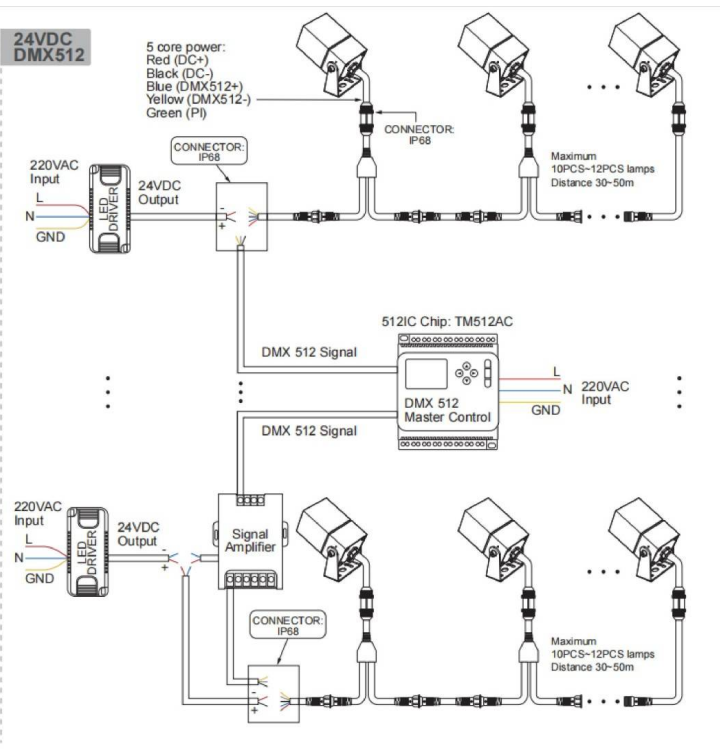 24VDC
DMX512
5 core power:
Red (DC+)
Black (DC-)
Blue (DMX512+)
Yellow (DMX512-)
Green (PI)
CONNECTOR:
IP68
CONNECTOR:
IP68
Maximum
10PCS~12PCS lamps
Distance 30~50m
220VAC
Input
L
N
GND
LED
DRIVER
24VDC
Output
-
+
512IC Chip: TM512AC
DMX 512 Signal
DMX 512
Master Control
L
N
GND
220VAC
Input
DMX 512 Signal
220VAC
Input
L
N
GND
LED
DRIVER
24VDC
Output
-
+
Signal
Amplifier
CONNECTOR:
IP68
-
+
Maximum
10PCS~12PCS lamps
Distance 30~50m